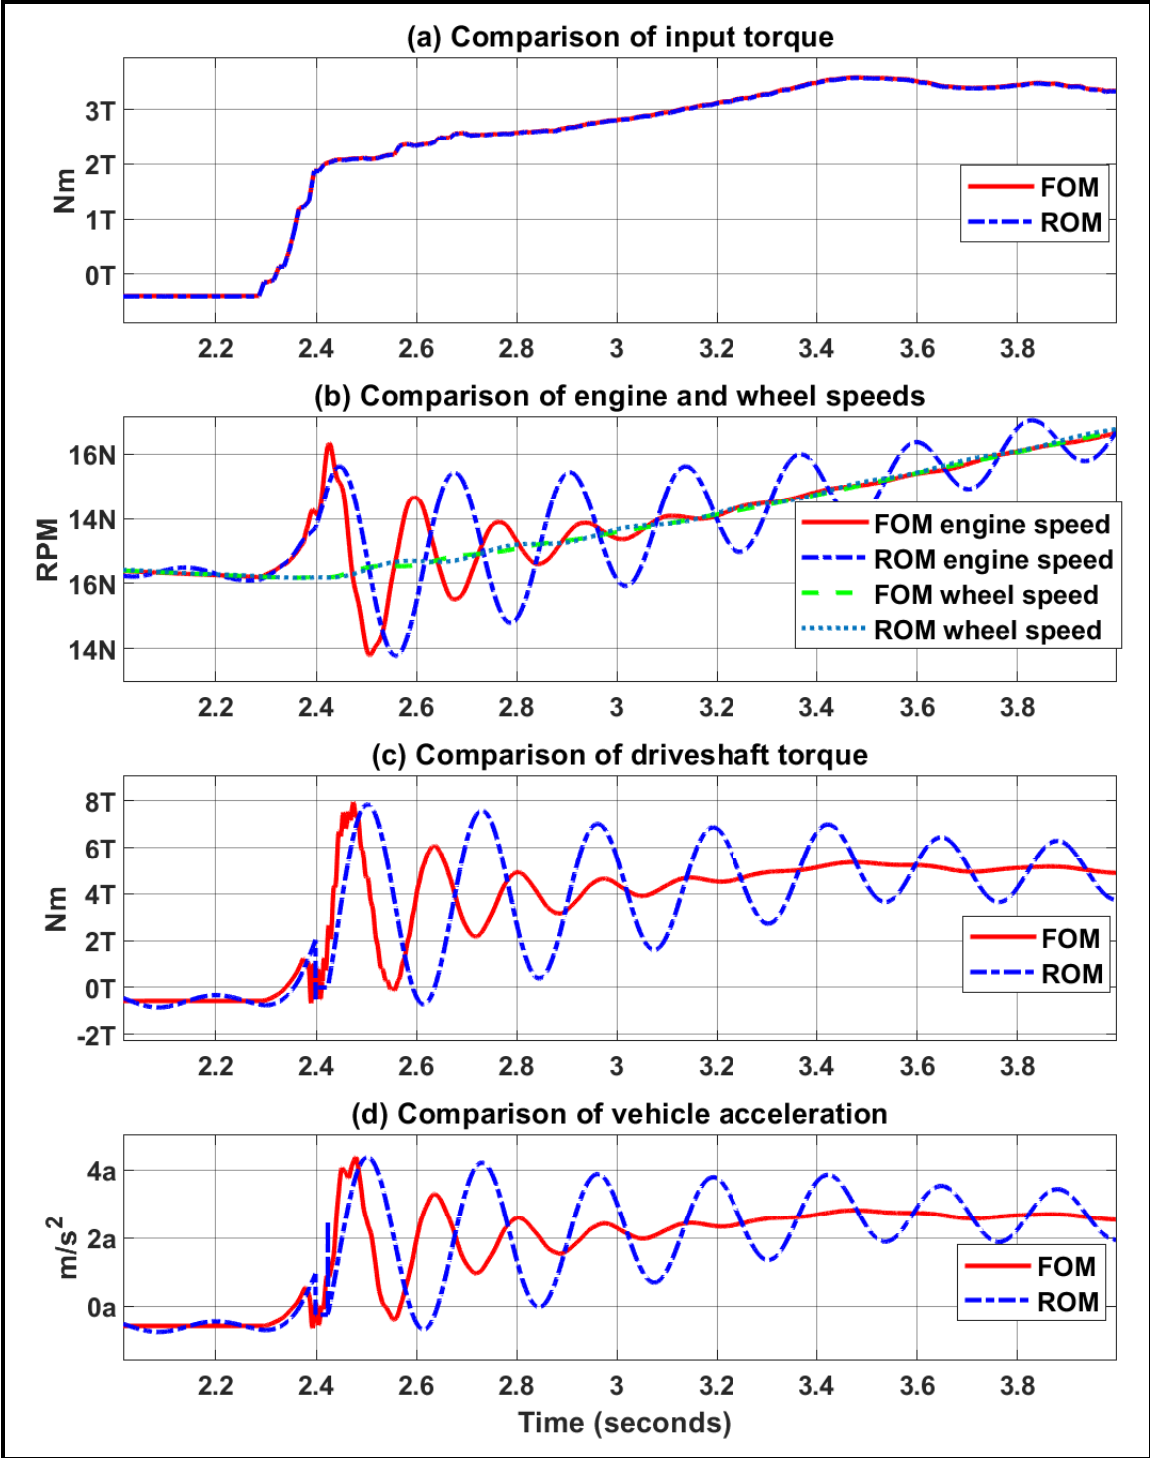 (a) Comparison of input torque
3T
2T
1T
0T
Nm
FOM
ROM
2.2 2.4 2.6 2.8 3 3.2 3.4 3.6 3.8
(b) Comparison of engine and wheel speeds
16N
14N
16N
14N
RPM
FOM engine speed
ROM engine speed
FOM wheel speed
ROM wheel speed
2.2 2.4 2.6 2.8 3 3.2 3.4 3.6 3.8
(c) Comparison of driveshaft torque
8T
6T
4T
2T
0T
-2T
Nm
FOM
ROM
2.2 2.4 2.6 2.8 3 3.2 3.4 3.6 3.8
(d) Comparison of vehicle acceleration
4a
2a
0a
m/s²
FOM
ROM
2.2 2.4 2.6 2.8 3 3.2 3.4 3.6 3.8
Time (seconds)